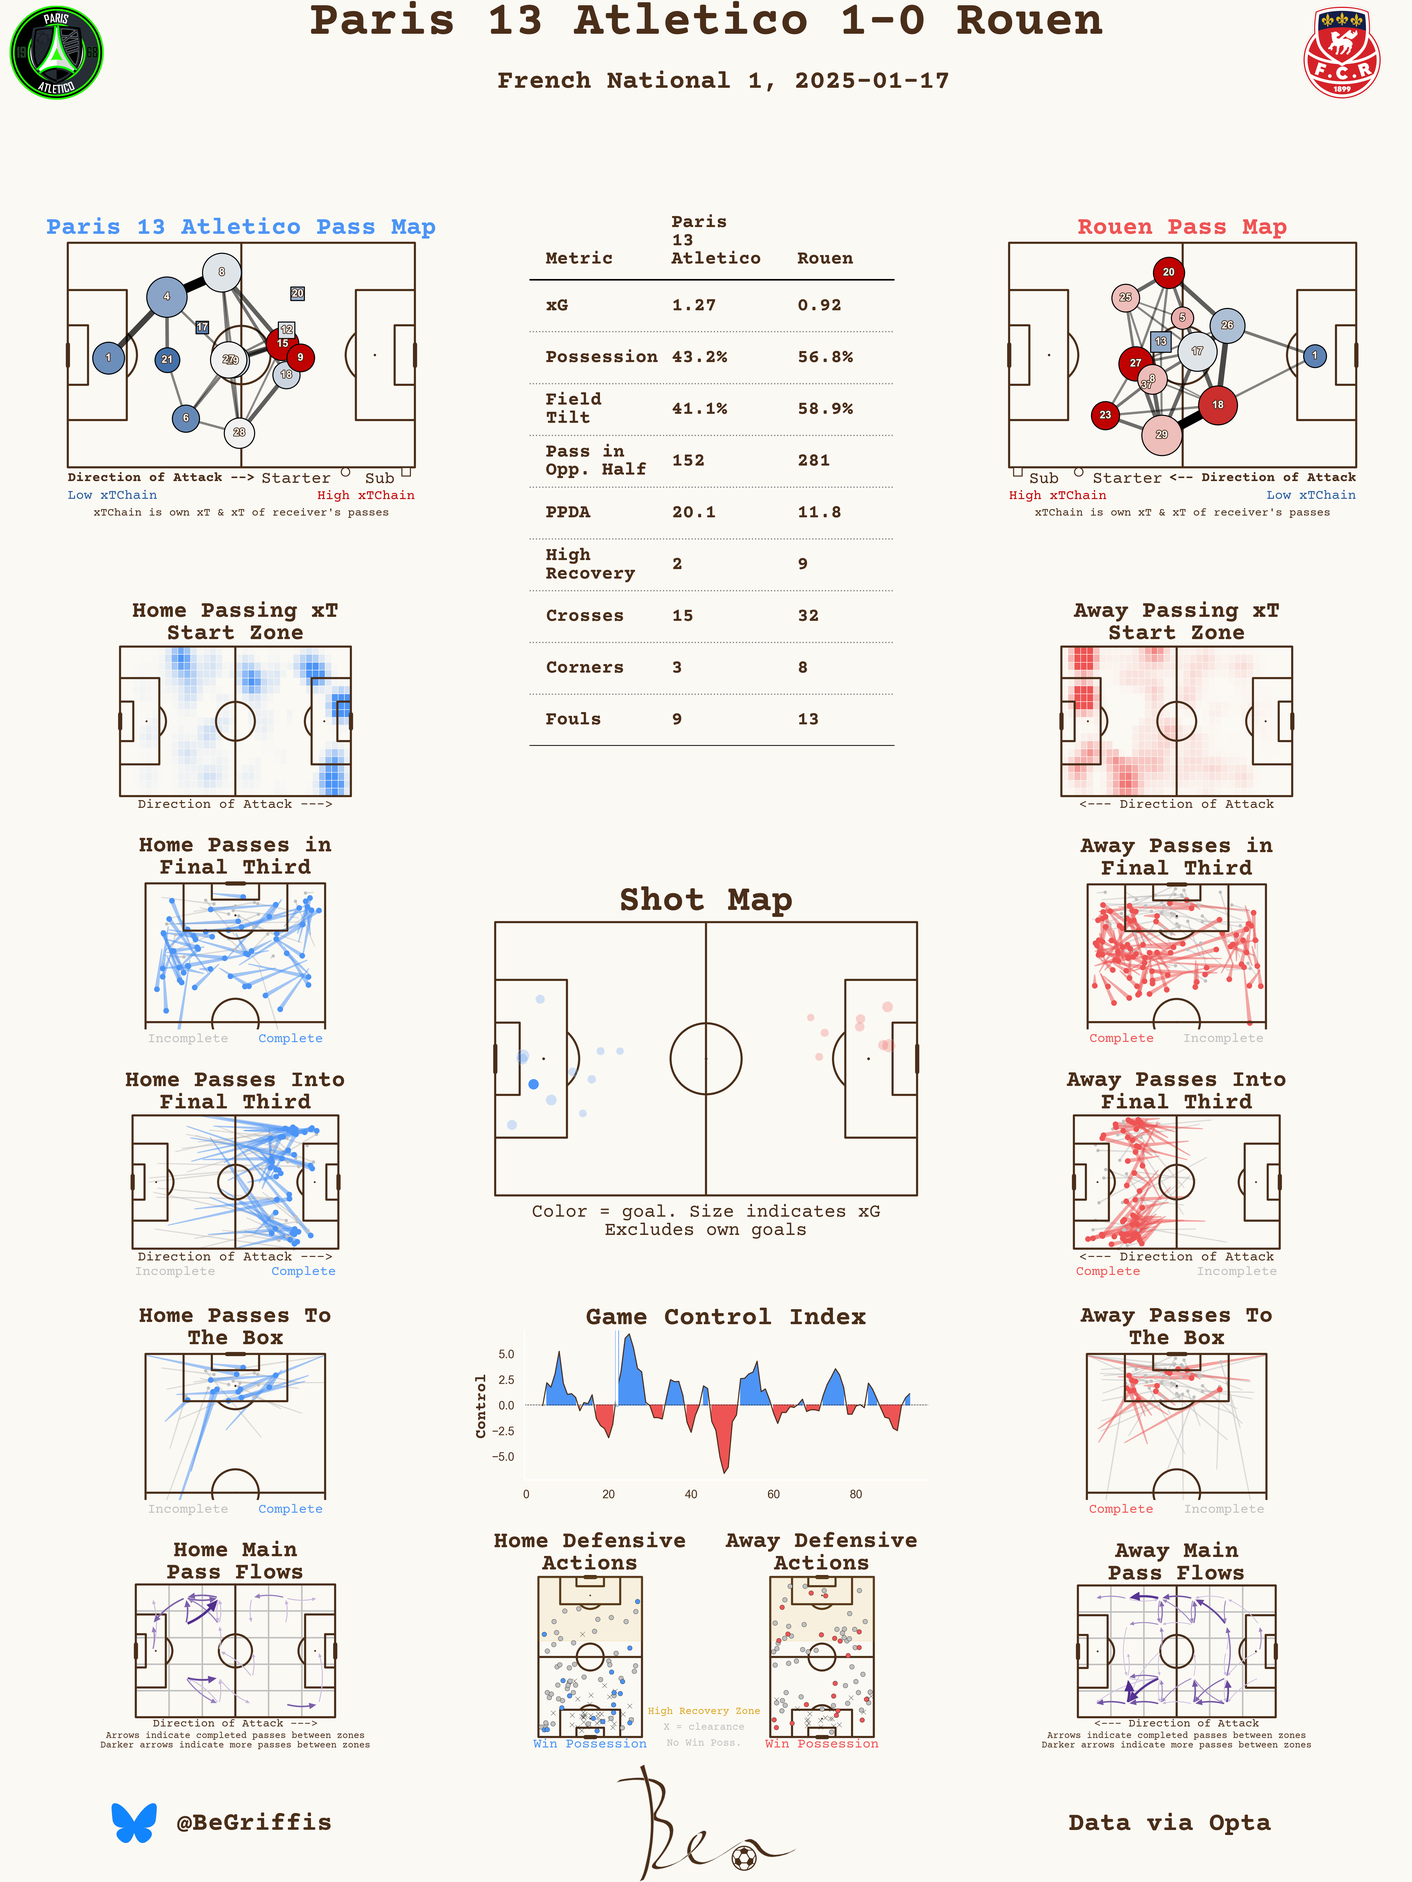 Paris 13 Atletico 1-0 Rouen
French National 1, 2025-01-17
PARIS
19 68
ATLETICO
F.C.R
1899
Paris 13 Atletico Pass Map
8
4
20
17
12
15
1
21
9
18
6
28
Direction of Attack --> Starter Sub
Low xTChain High xTChain
xTChain is own xT & xT of receiver's passes
Paris
13
Metric Atletico Rouen
xG 1.27 0.92
Possession 43.2% 56.8%
Field
Tilt 41.1% 58.9%
Pass in
Opp. Half 152 281
PPDA 20.1 11.8
High
Recovery 2 9
Crosses 15 32
Corners 3 8
Fouls 9 13
Rouen Pass Map
20
25
5
26
13
17
1
27
8
37
23
18
29
Sub Starter <-- Direction of Attack
High xTChain Low xTChain
xTChain is own xT & xT of receiver's passes
Home Passing xT
Start Zone
Direction of Attack --->
Away Passing xT
Start Zone
<--- Direction of Attack
Home Passes in
Final Third
Incomplete Complete
Shot Map
Color = goal. Size indicates xG
Excludes own goals
Away Passes in
Final Third
Complete Incomplete
Home Passes Into
Final Third
Direction of Attack --->
Incomplete Complete
Away Passes Into
Final Third
<--- Direction of Attack
Complete Incomplete
Home Passes To
The Box
Incomplete Complete
Game Control Index
Control
5.0
2.5
0.0
−2.5
−5.0
0 20 40 60 80
Away Passes To
The Box
Complete Incomplete
Home Main
Pass Flows
Direction of Attack --->
Arrows indicate completed passes between zones
Darker arrows indicate more passes between zones
Home Defensive
Actions
Win Possession
High Recovery Zone
X = clearance
No Win Poss.
Away Defensive
Actions
Win Possession
Away Main
Pass Flows
<--- Direction of Attack
Arrows indicate completed passes between zones
Darker arrows indicate more passes between zones
@BeGriffis
Ben
Data via Opta